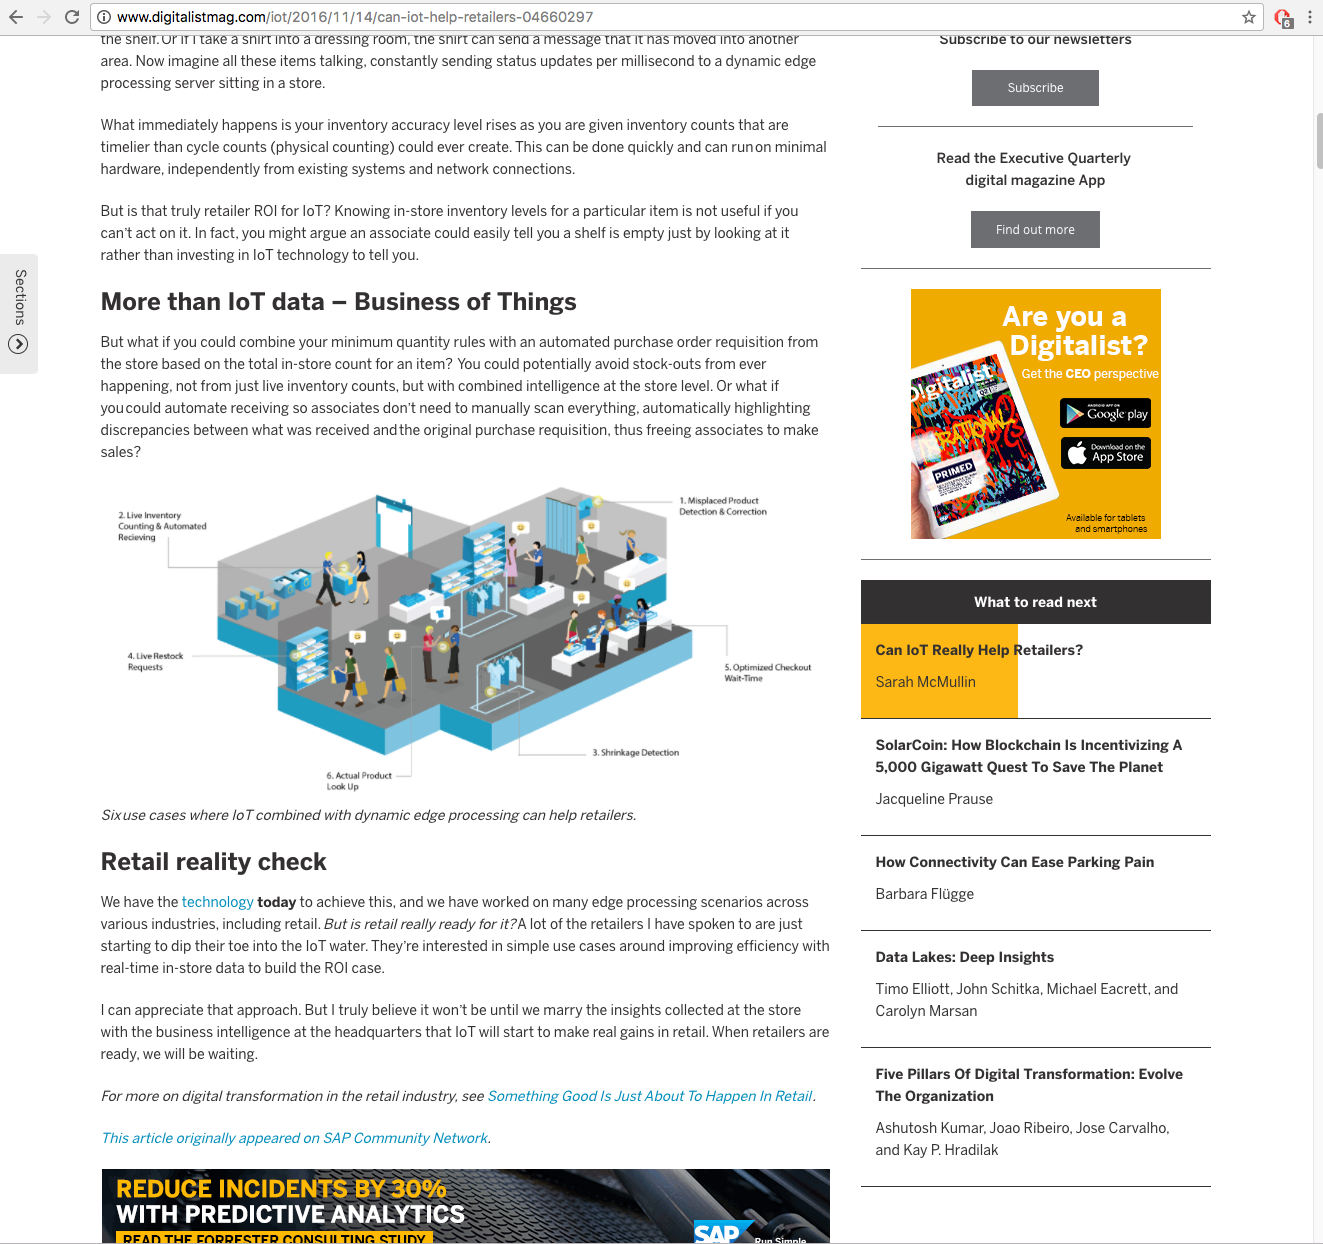 www.digitalistmag.com/iot/2016/11/14/can-iot-help-retailers-04660297
6
the shelf. Or if I take a shirt into a dressing room, the shirt can send a message that it has moved into another
area. Now imagine all these items talking, constantly sending status updates per millisecond to a dynamic edge
processing server sitting in a store.
What immediately happens is your inventory accuracy level rises as you are given inventory counts that are
timelier than cycle counts (physical counting) could ever create. This can be done quickly and can run on minimal
hardware, independently from existing systems and network connections.
But is that truly retailer ROI for IoT? Knowing in-store inventory levels for a particular item is not useful if you
can't act on it. In fact, you might argue an associate could easily tell you a shelf is empty just by looking at it
rather than investing in IoT technology to tell you.
Sections
More than IoT data – Business of Things
But what if you could combine your minimum quantity rules with an automated purchase order requisition from
the store based on the total in-store count for an item? You could potentially avoid stock-outs from ever
happening, not from just live inventory counts, but with combined intelligence at the store level. Or what if
you could automate receiving so associates don't need to manually scan everything, automatically highlighting
discrepancies between what was received and the original purchase requisition, thus freeing associates to make
sales?
1. Misplaced Product
Detection & Correction
2. Live Inventory
Counting & Automated
Recieving
4. Live Restock
Requests
5. Optimized Checkout
Wait-Time
3. Shrinkage Detection
6. Actual Product
Look Up
Six use cases where IoT combined with dynamic edge processing can help retailers.
Retail reality check
We have the technology today to achieve this, and we have worked on many edge processing scenarios across
various industries, including retail. But is retail really ready for it? A lot of the retailers I have spoken to are just
starting to dip their toe into the IoT water. They're interested in simple use cases around improving efficiency with
real-time in-store data to build the ROI case.
I can appreciate that approach. But I truly believe it won't be until we marry the insights collected at the store
with the business intelligence at the headquarters that IoT will start to make real gains in retail. When retailers are
ready, we will be waiting.
For more on digital transformation in the retail industry, see Something Good Is Just About To Happen In Retail.
This article originally appeared on SAP Community Network.
REDUCE INCIDENTS BY 30%
WITH PREDICTIVE ANALYTICS
READ THE FORRESTER CONSULTING STUDY
SAP
Run Simple
Subscribe to our newsletters
Subscribe
Read the Executive Quarterly
digital magazine App
Find out more
Are you a
Digitalist?
Get the CEO perspective
Digitalist
PRIMED
ANDROID APP ON
Google play
Download on the
App Store
Available for tablets
and smartphones
What to read next
Can IoT Really Help Retailers?
Sarah McMullin
SolarCoin: How Blockchain Is Incentivizing A
5,000 Gigawatt Quest To Save The Planet
Jacqueline Prause
How Connectivity Can Ease Parking Pain
Barbara Flügge
Data Lakes: Deep Insights
Timo Elliott, John Schitka, Michael Eacrett, and
Carolyn Marsan
Five Pillars Of Digital Transformation: Evolve
The Organization
Ashutosh Kumar, Joao Ribeiro, Jose Carvalho,
and Kay P. Hradilak